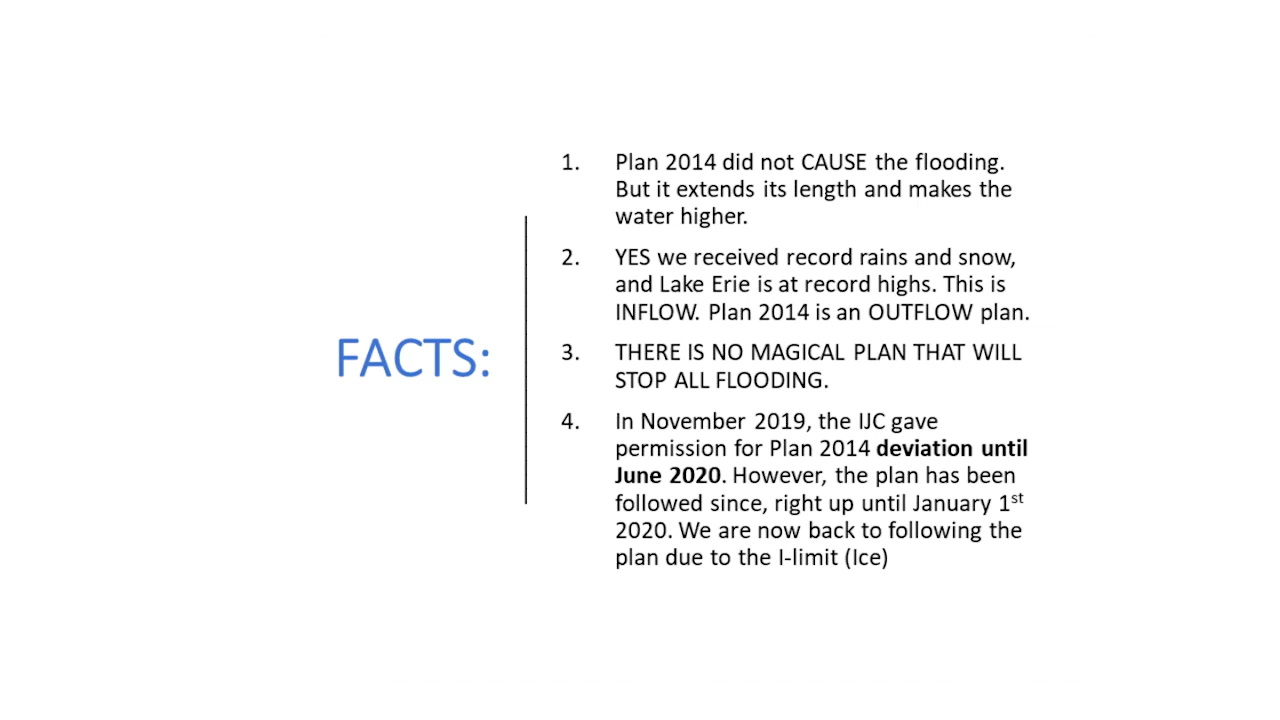 FACTS:
1. Plan 2014 did not CAUSE the flooding.
But it extends its length and makes the
water higher.
2. YES we received record rains and snow,
and Lake Erie is at record highs. This is
INFLOW. Plan 2014 is an OUTFLOW plan.
3. THERE IS NO MAGICAL PLAN THAT WILL
STOP ALL FLOODING.
4. In November 2019, the IJC gave
permission for Plan 2014 deviation until
June 2020. However, the plan has been
followed since, right up until January 1st
2020. We are now back to following the
plan due to the I-limit (Ice)